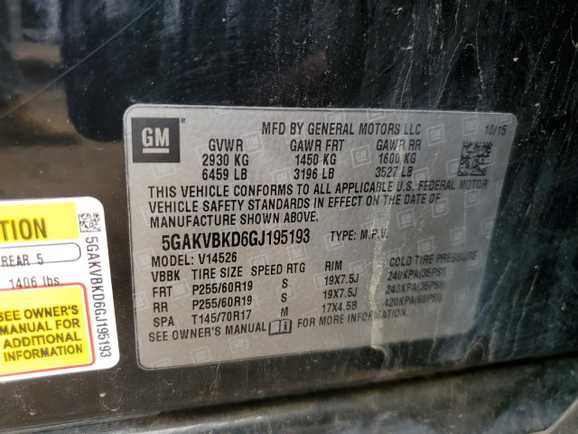 MFD BY GENERAL MOTORS LLC 10/15
GM
GVWR GAWR FRT GAWR RR
2930 KG 1450 KG 1600 KG
6459 LB 3196 LB 3527 LB
THIS VEHICLE CONFORMS TO ALL APPLICABLE U.S. FEDERAL MOTOR
VEHICLE SAFETY STANDARDS IN EFFECT ON THE DATE OF
MANUFACTURE SHOWN ABOVE.
5GAKVBKD6GJ195193 TYPE: M.P.V.
MODEL: V14526
VBBK TIRE SIZE SPEED RTG RIM COLD TIRE PRESSURE
FRT P255/60R19 S 19X7.5J 240KPA(35PSI)
RR P255/60R19 S 19X7.5J 240KPA(35PSI)
SPA T145/70R17 M 17X4.5B 420KPA(60PSI)
SEE OWNER'S MANUAL FOR MORE INFORMATION.
TION
REAR 5
1406 lbs
SEE OWNER'S
MANUAL FOR
ADDITIONAL
INFORMATION
5GAKVBKD6GJ195193